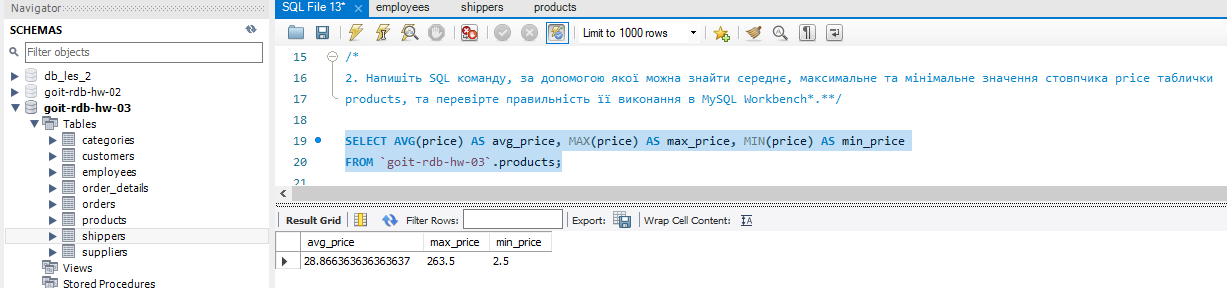 Navigator
SQL File 13*
employees
shippers
products
SCHEMAS
Filter objects
Limit to 1000 rows
db_les_2
goit-rdb-hw-02
goit-rdb-hw-03
Tables
categories
customers
employees
order_details
orders
products
shippers
suppliers
Views
Stored Procedures
15 /*
16 2. Напишіть SQL команду, за допомогою якої можна знайти середнє, максимальне та мінімальне значення стовпчика price таблички
17 products, та перевірте правильність її виконання в MySQL Workbench*.**/
18
19 SELECT AVG(price) AS avg_price, MAX(price) AS max_price, MIN(price) AS min_price
20 FROM `goit-rdb-hw-03`.products;
21
Result Grid Filter Rows: Export: Wrap Cell Content:
avg_price max_price min_price
28.866363636363637 263.5 2.5